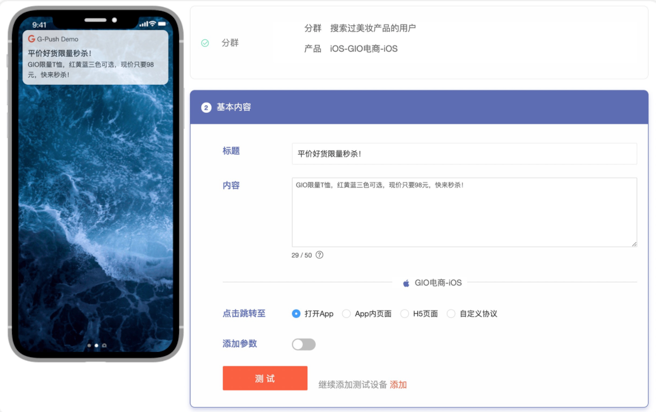 9:41
G-Push Demo
平价好货限量秒杀!
GIO限量T恤，红黄蓝三色可选，现价只要98
元，快来秒杀!
分群
分群 搜索过美妆产品的用户
产品 iOS-GIO电商-iOS
2 基本内容
标题
平价好货限量秒杀!
内容
GIO限量T恤，红黄蓝三色可选，现价只要98元，快来秒杀!
29 / 50 ?
GIO电商-iOS
点击跳转至 打开App App内页面 H5页面 自定义协议
添加参数
测 试 继续添加测试设备 添加